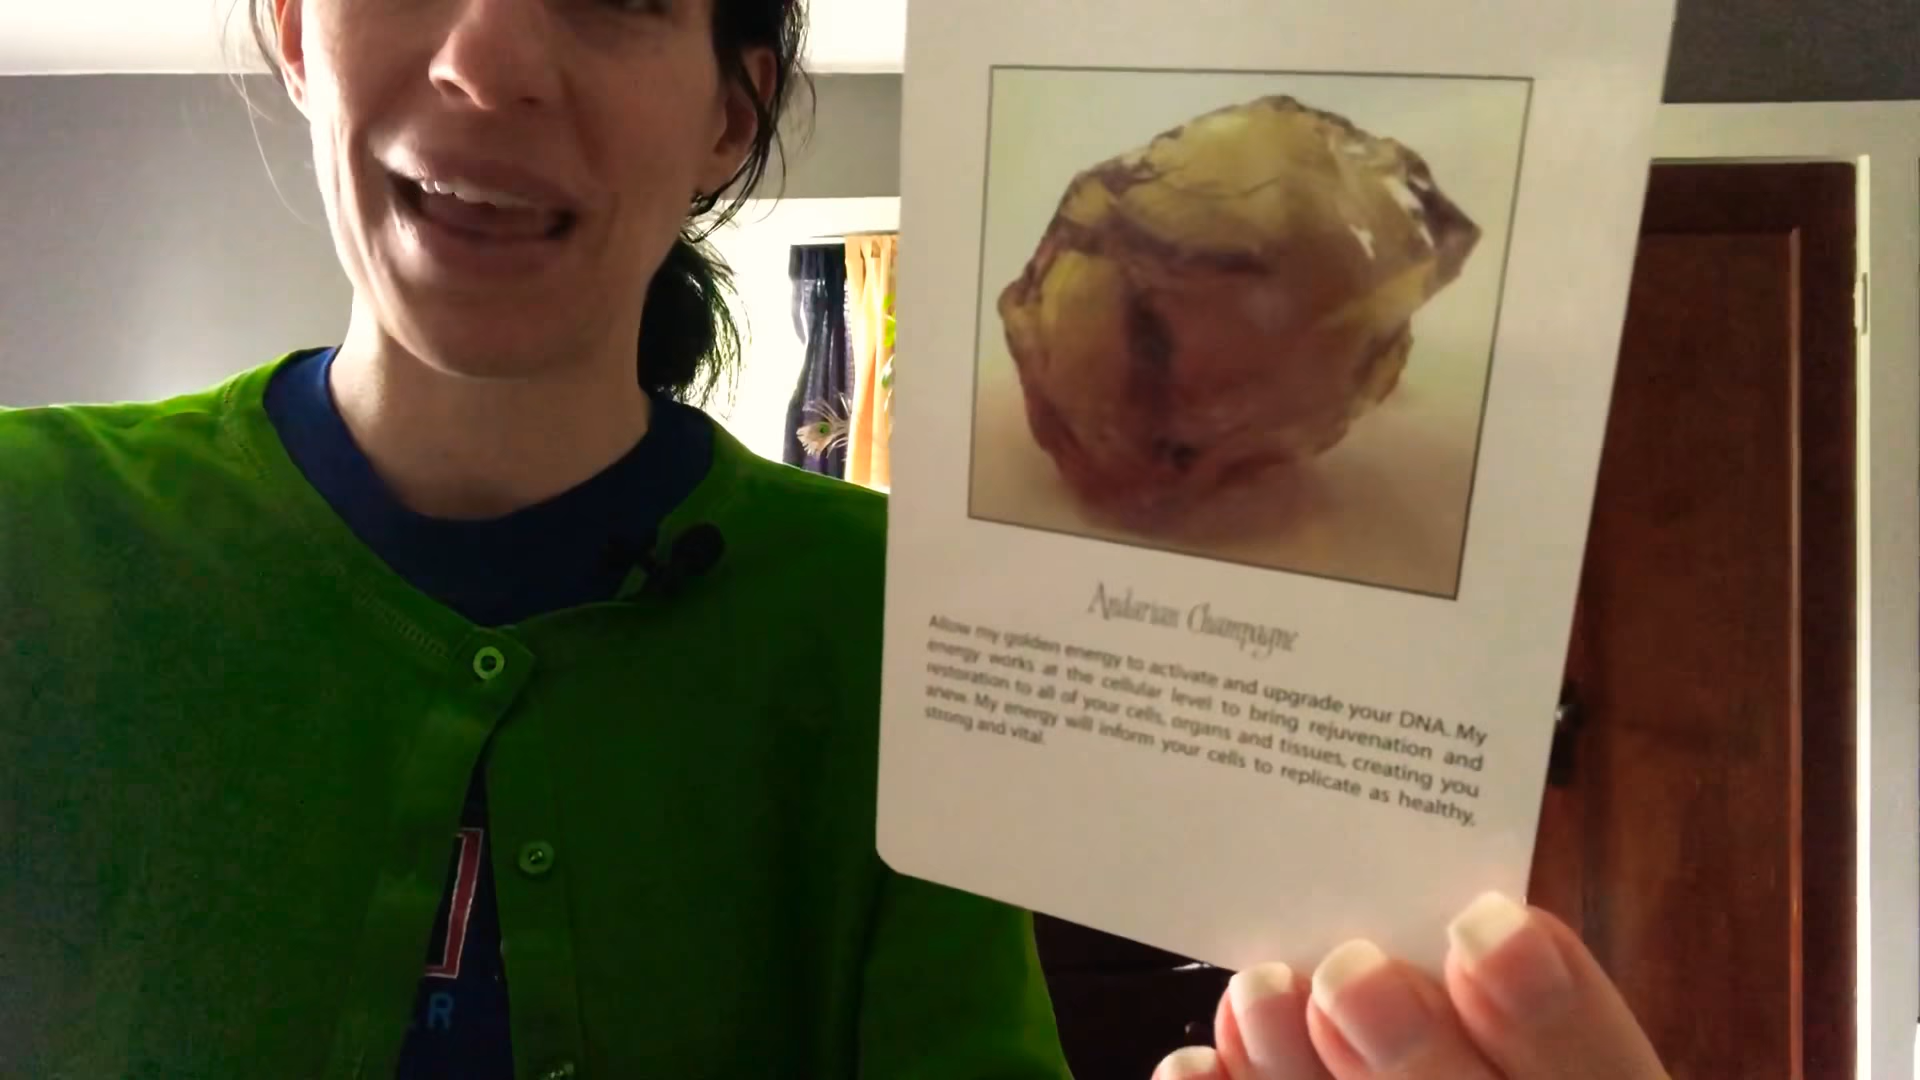 Andarian Champagne
Allow my golden energy to activate and upgrade your DNA. My
energy works at the cellular level to bring rejuvenation and
restoration to all of your cells, organs and tissues, creating you
anew. My energy will inform your cells to replicate as healthy,
strong and vital.
R